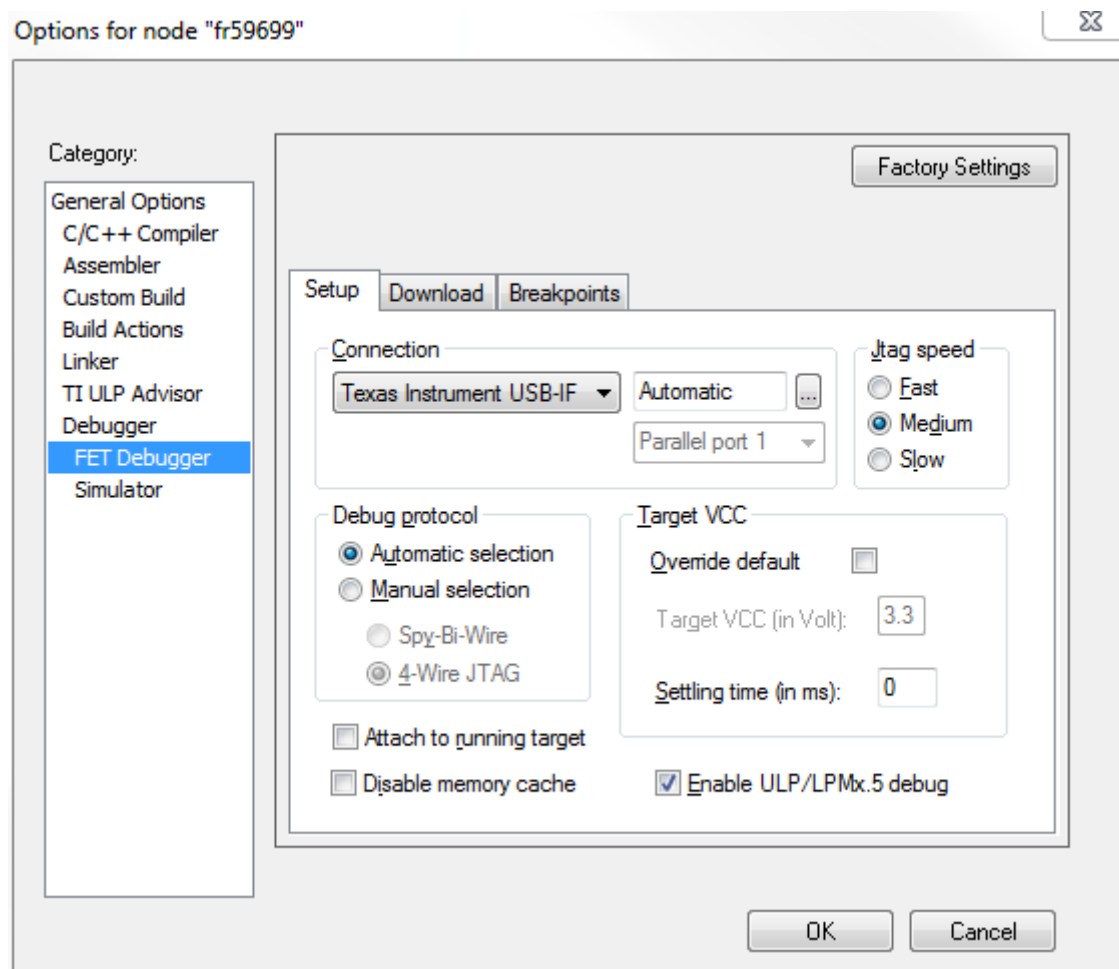 Options for node "fr59699"
Category:
General Options
C/C++ Compiler
Assembler
Custom Build
Build Actions
Linker
TI ULP Advisor
Debugger
FET Debugger
Simulator
Factory Settings
Setup Download Breakpoints
Connection
Texas Instrument USB-IF Automatic ...
Parallel port 1
Jtag speed
Fast
Medium
Slow
Debug protocol
Automatic selection
Manual selection
Spy-Bi-Wire
4-Wire JTAG
Target VCC
Override default
Target VCC (in Volt): 3.3
Settling time (in ms): 0
Attach to running target
Disable memory cache
Enable ULP/LPMx.5 debug
OK Cancel